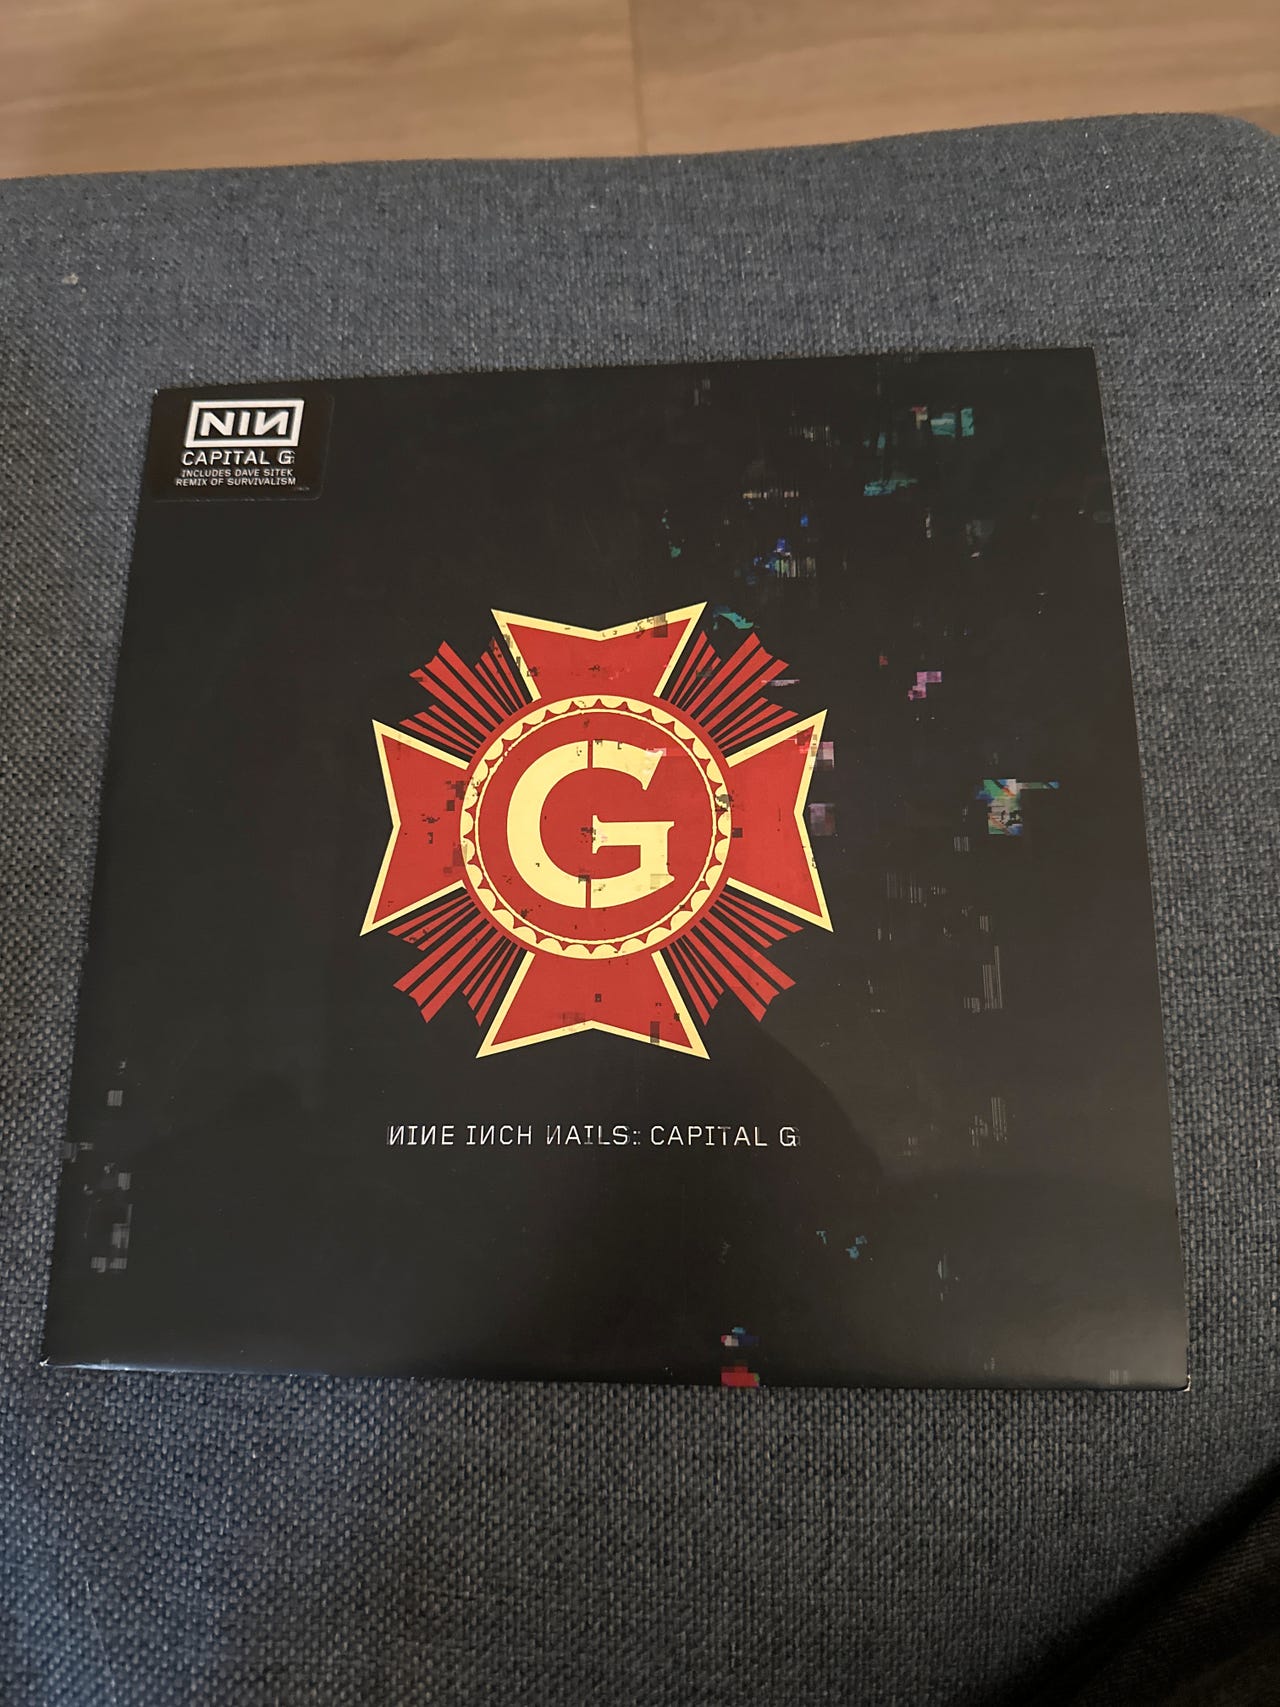 NIN
CAPITAL G
INCLUDES DAVE SITEK
REMIX OF SURVIVALISM
G
NINE INCH NAILS:: CAPITAL G